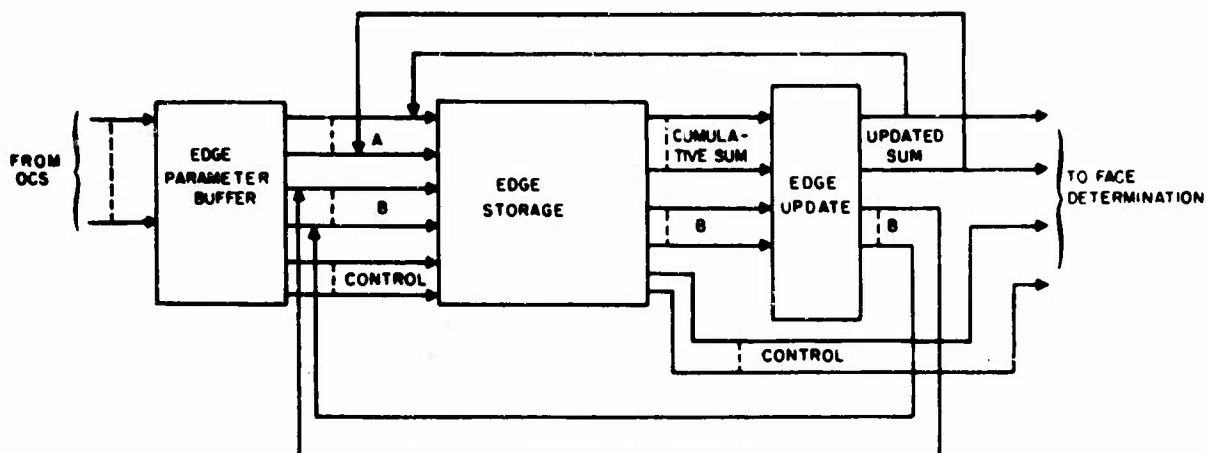 FROM
OCS
EDGE
PARAMETER
BUFFER
A
B
CONTROL
EDGE
STORAGE
CUMULA-
TIVE SUM
B
EDGE
UPDATE
UPDATED
SUM
B
CONTROL
TO FACE
DETERMINATION